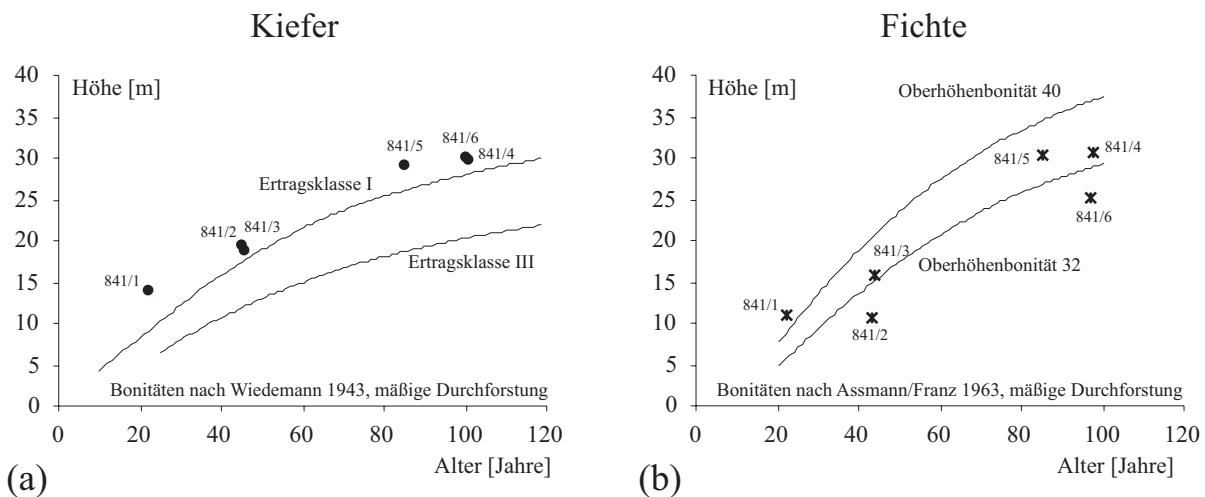 Kiefer
Höhe [m]
40
35
30
25
20
15
10
5
0
841/1
841/2
841/3
841/5
841/6
841/4
Ertragsklasse I
Ertragsklasse III
Bonitäten nach Wiedemann 1943, mäßige Durchforstung
0 20 40 60 80 100 120
Alter [Jahre]
(a)
Fichte
Höhe [m]
40
35
30
25
20
15
10
5
0
Oberhöhenbonität 40
841/5
841/4
841/6
841/3
841/1
841/2
Oberhöhenbonität 32
Bonitäten nach Assmann/Franz 1963, mäßige Durchforstung
0 20 40 60 80 100 120
Alter [Jahre]
(b)